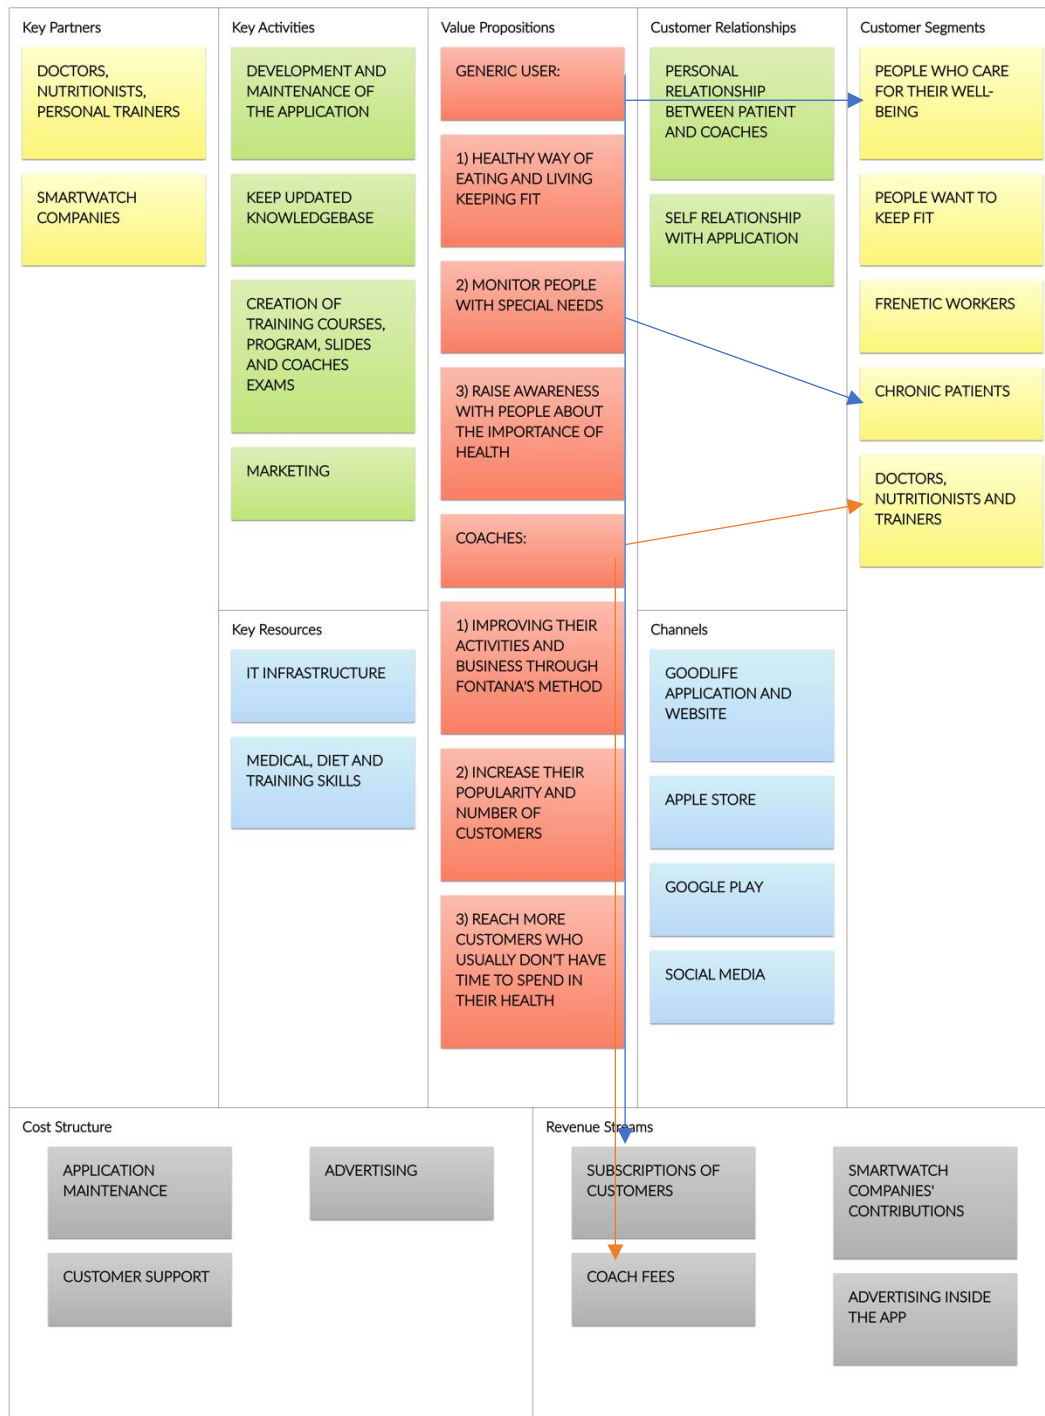 Key Partners
DOCTORS,
NUTRITIONISTS,
PERSONAL TRAINERS
SMARTWATCH
COMPANIES
Key Activities
DEVELOPMENT AND
MAINTENANCE OF
THE APPLICATION
KEEP UPDATED
KNOWLEDGEBASE
CREATION OF
TRAINING COURSES,
PROGRAM, SLIDES
AND COACHES
EXAMS
MARKETING
Key Resources
IT INFRASTRUCTURE
MEDICAL, DIET AND
TRAINING SKILLS
Value Propositions
GENERIC USER:
1) HEALTHY WAY OF
EATING AND LIVING
KEEPING FIT
2) MONITOR PEOPLE
WITH SPECIAL NEEDS
3) RAISE AWARENESS
WITH PEOPLE ABOUT
THE IMPORTANCE OF
HEALTH
COACHES:
1) IMPROVING THEIR
ACTIVITIES AND
BUSINESS THROUGH
FONTANA'S METHOD
2) INCREASE THEIR
POPULARITY AND
NUMBER OF
CUSTOMERS
3) REACH MORE
CUSTOMERS WHO
USUALLY DON'T HAVE
TIME TO SPEND IN
THEIR HEALTH
Customer Relationships
PERSONAL
RELATIONSHIP
BETWEEN PATIENT
AND COACHES
SELF RELATIONSHIP
WITH APPLICATION
Channels
GOODLIFE
APPLICATION AND
WEBSITE
APPLE STORE
GOOGLE PLAY
SOCIAL MEDIA
Customer Segments
PEOPLE WHO CARE
FOR THEIR WELL-
BEING
PEOPLE WANT TO
KEEP FIT
FRENETIC WORKERS
CHRONIC PATIENTS
DOCTORS,
NUTRITIONISTS AND
TRAINERS
Cost Structure
APPLICATION
MAINTENANCE
ADVERTISING
CUSTOMER SUPPORT
Revenue Streams
SUBSCRIPTIONS OF
CUSTOMERS
COACH FEES
SMARTWATCH
COMPANIES'
CONTRIBUTIONS
ADVERTISING INSIDE
THE APP